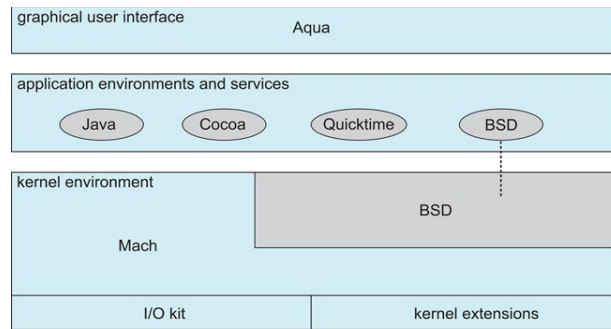 graphical user interface
Aqua
application environments and services
Java
Cocoa
Quicktime
BSD
kernel environment
BSD
Mach
I/O kit
kernel extensions